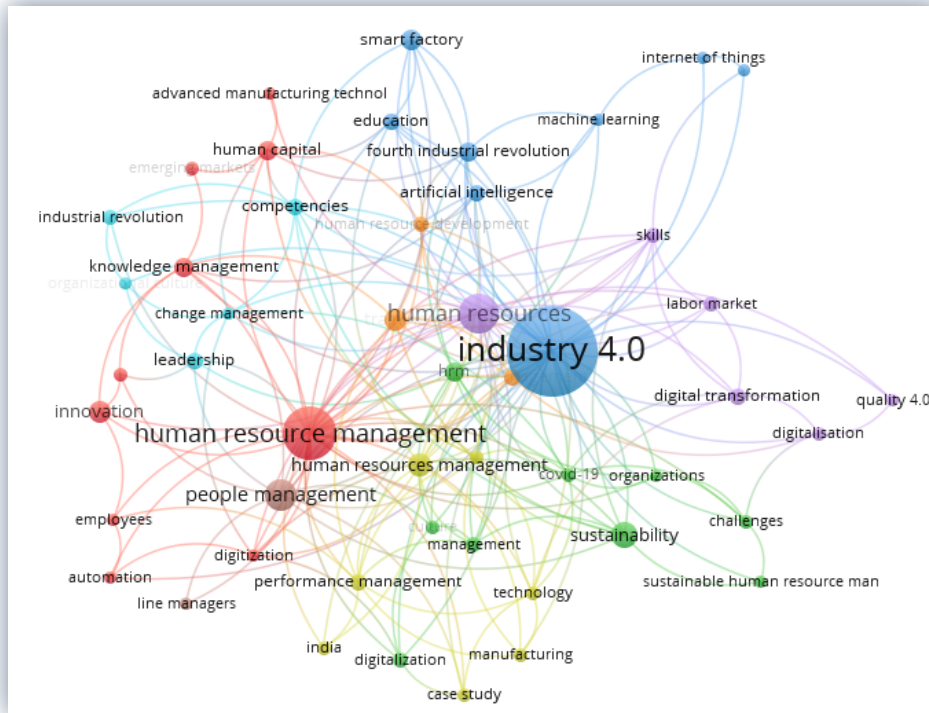 smart factory
internet of things
advanced manufacturing technol
education
machine learning
human capital
fourth industrial revolution
emerging markets
artificial intelligence
competencies
industrial revolution
human resource development
skills
knowledge management
organizational culture
labor market
change management
human resources
industry 4.0
leadership
hrm
digital transformation
quality 4.0
innovation
human resource management
digitalisation
human resources management
covid-19
organizations
people management
employees
culture
challenges
sustainability
management
digitization
automation
performance management
sustainable human resource man
technology
line managers
india
digitalization
manufacturing
case study